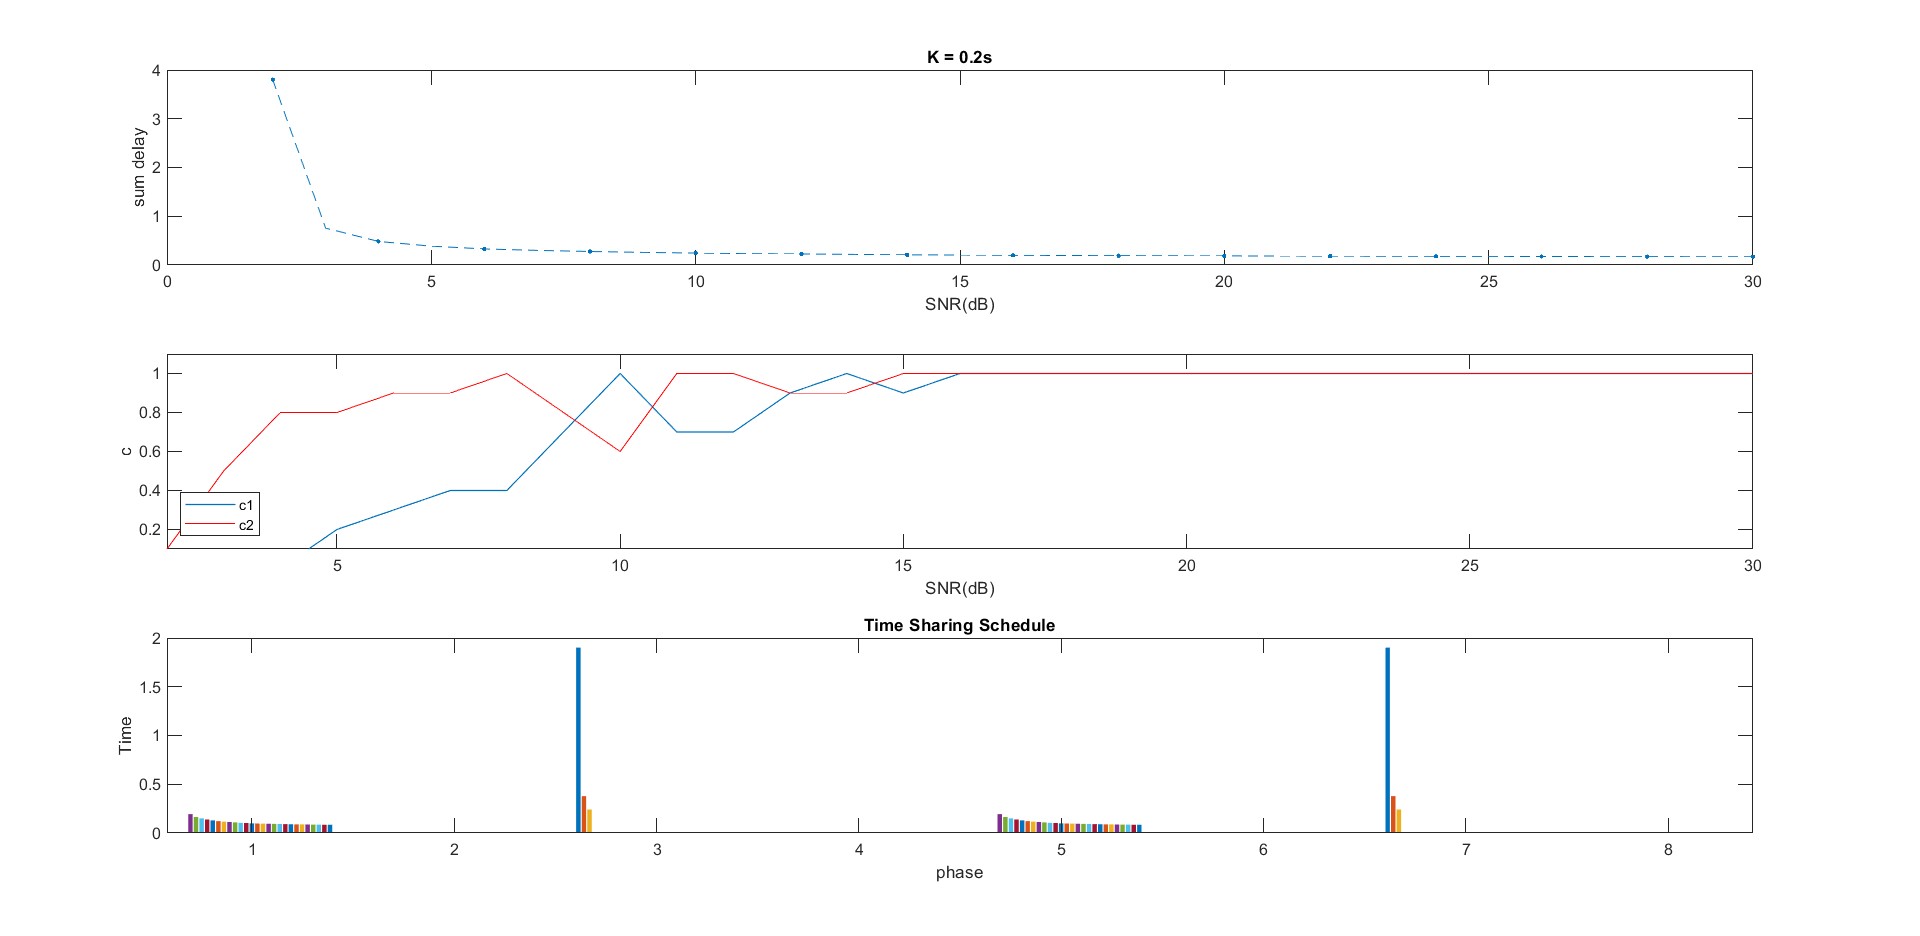 K = 0.2s
4
3
2
1
0
sum delay
0 5 10 15 20 25 30
SNR(dB)
1
0.8
0.6
0.4
0.2
c
c1
c2
5 10 15 20 25 30
SNR(dB)
Time Sharing Schedule
2
1.5
1
0.5
0
Time
1 2 3 4 5 6 7 8
phase